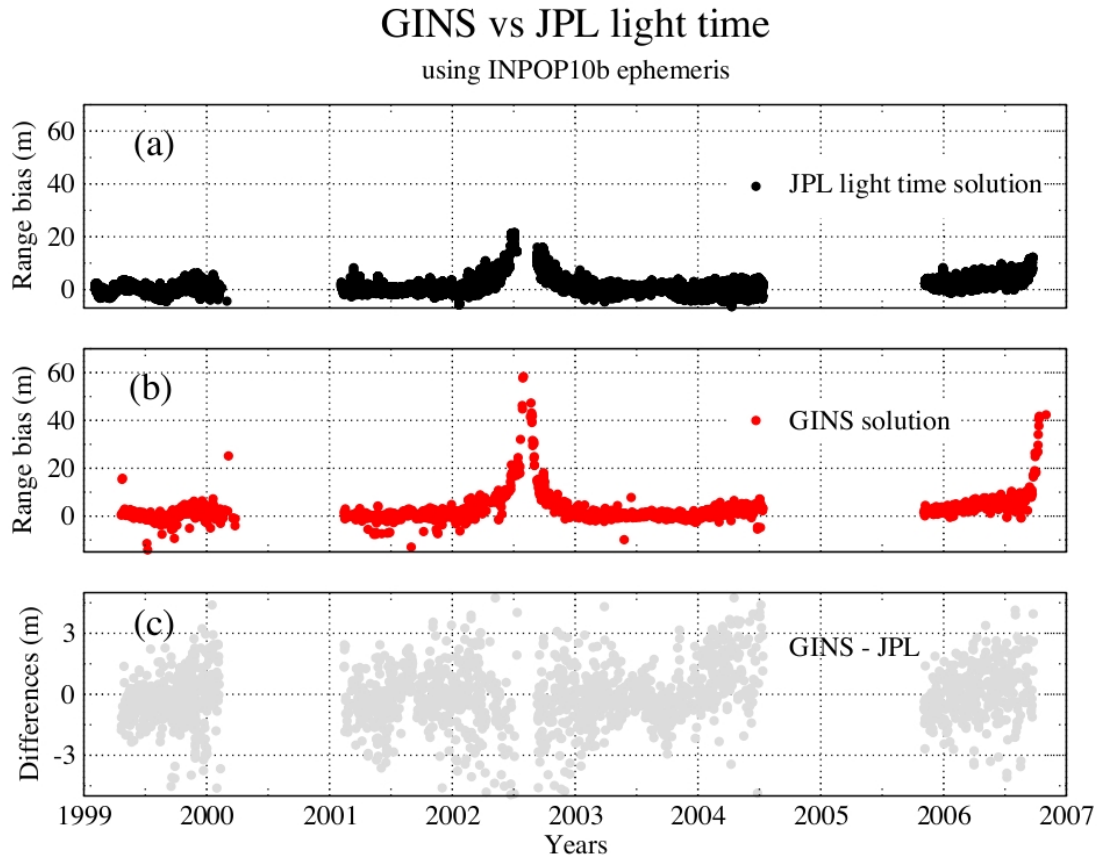 GINS vs JPL light time
using INPOP10b ephemeris
Range bias (m)
60
40
20
0
(a)
JPL light time solution
Range bias (m)
60
40
20
0
(b)
GINS solution
Differences (m)
3
0
-3
(c)
GINS - JPL
1999 2000 2001 2002 2003 2004 2005 2006 2007
Years